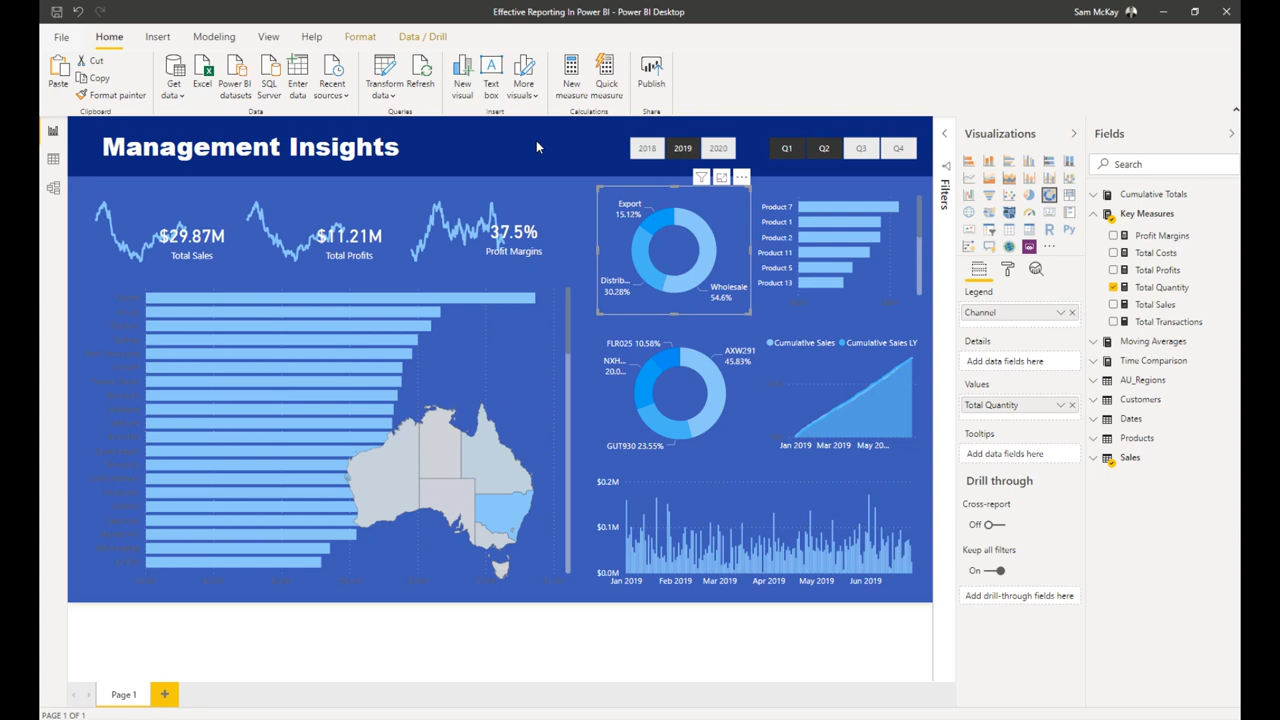 Effective Reporting In Power BI - Power BI Desktop
Sam McKay
File Home Insert Modeling View Help Format Data / Drill
Paste
Cut
Copy
Format painter
Clipboard
Get data
Excel
Power BI datasets
SQL Server
Enter data
Recent sources
Data
Transform data
Refresh
Queries
New visual
Text box
More visuals
Insert
New measure
Quick measure
Calculations
Publish
Share
Management Insights
2018 2019 2020
Q1 Q2 Q3 Q4
$29.87M
Total Sales
$11.21M
Total Profits
37.5%
Profit Margins
Export
15.12%
Distrib...
30.28%
Wholesale
54.6%
Product 7
Product 1
Product 2
Product 11
Product 5
Product 13
FLR025 10.58%
NXH...
20.0...
AXW291
45.83%
GUT930 23.55%
Cumulative Sales Cumulative Sales LY
Jan 2019 Mar 2019 May 20...
$0.2M
$0.1M
$0.0M
Jan 2019 Feb 2019 Mar 2019 Apr 2019 May 2019 Jun 2019
Filters
Visualizations
R Py
Legend
Channel
Details
Add data fields here
Values
Total Quantity
Tooltips
Add data fields here
Drill through
Cross-report
Off
Keep all filters
On
Add drill-through fields here
Fields
Search
Cumulative Totals
Key Measures
Profit Margins
Total Costs
Total Profits
Total Quantity
Total Sales
Total Transactions
Moving Averages
Time Comparison
AU_Regions
Customers
Dates
Products
Sales
Page 1
PAGE 1 OF 1